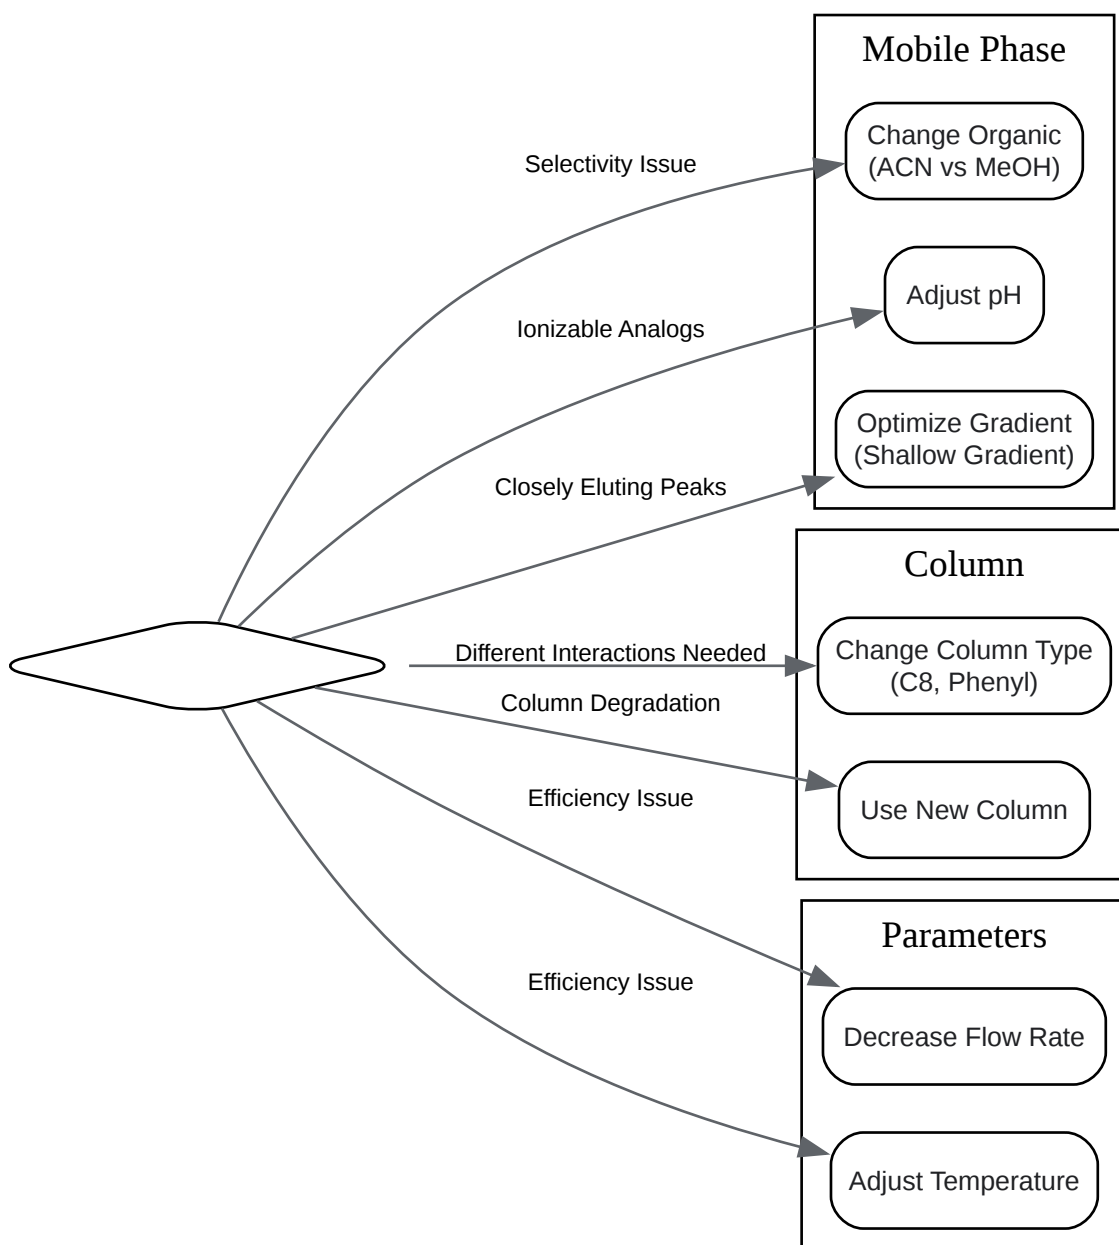 Mobile Phase
Selectivity Issue
Change Organic
(ACN vs MeOH)
Ionizable Analogs
Adjust pH
Closely Eluting Peaks
Optimize Gradient
(Shallow Gradient)
Column
Different Interactions Needed
Change Column Type
(C8, Phenyl)
Column Degradation
Use New Column
Efficiency Issue
Parameters
Decrease Flow Rate
Efficiency Issue
Adjust Temperature